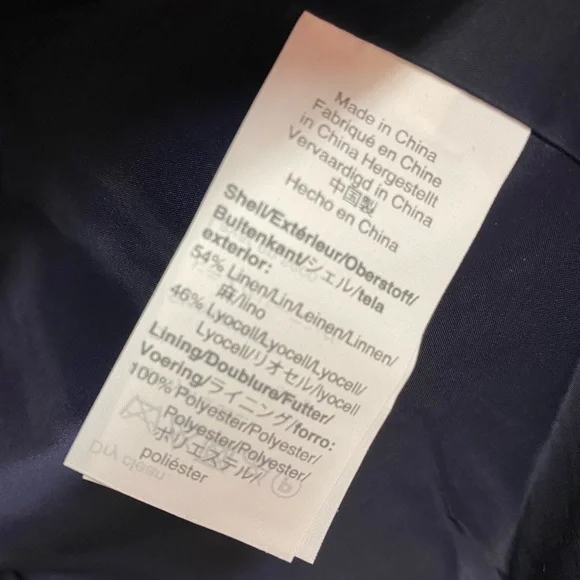 Made in China
Fabriqué en Chine
in China Hergestellt
Vervaardigd in China
中国製
Hecho en China
Shell/Extérieur/Oberstoff/
Buitenkant/シェル/tela
exterior:
54% Linen/Lin/Leinen/Linnen/
麻/lino
46% Lyocell/Lyocell/Lyocell/
Lyocell/リオセル/lyocell
Lining/Doublure/Futter/
Voering/ライニング/forro:
100% Polyester/Polyester/
Polyester/Polyester/
ポリエステル/
poliéster